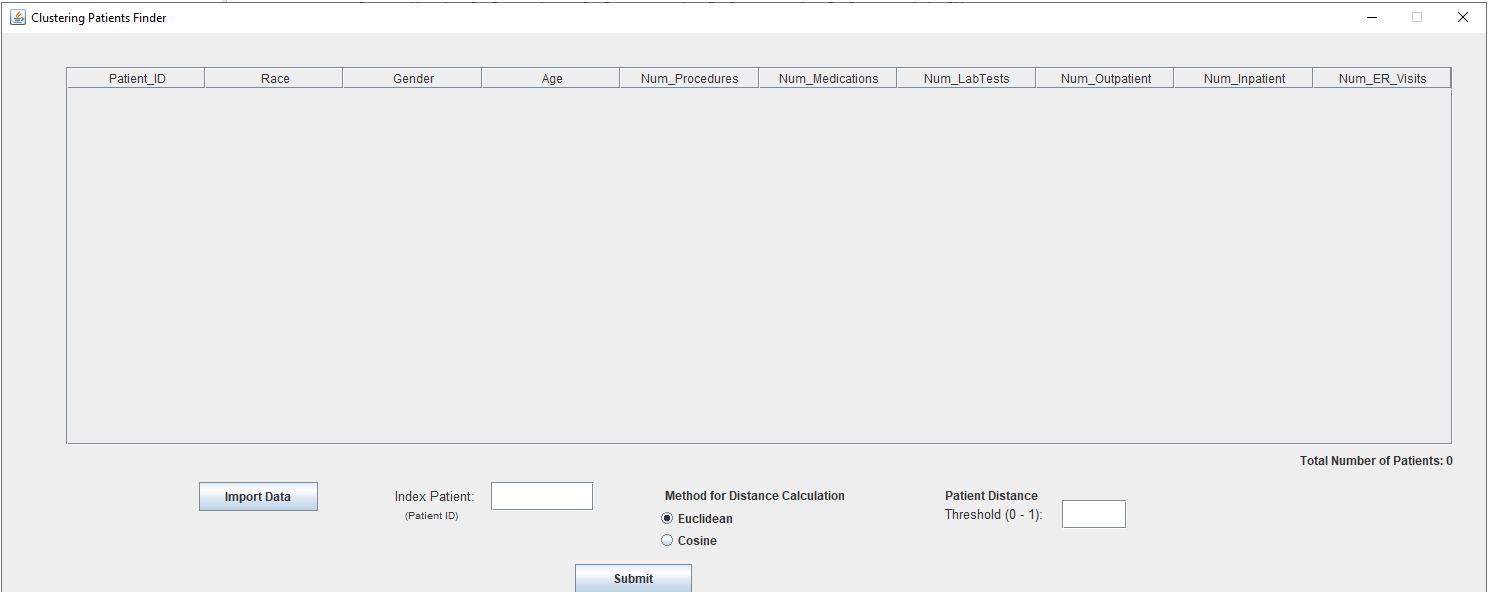 Clustering Patients Finder
Patient_ID Race Gender Age Num_Procedures Num_Medications Num_LabTests Num_Outpatient Num_Inpatient Num_ER_Visits
Total Number of Patients: 0
Import Data
Index Patient:
(Patient ID)
Method for Distance Calculation
Euclidean
Cosine
Patient Distance
Threshold (0 - 1):
Submit